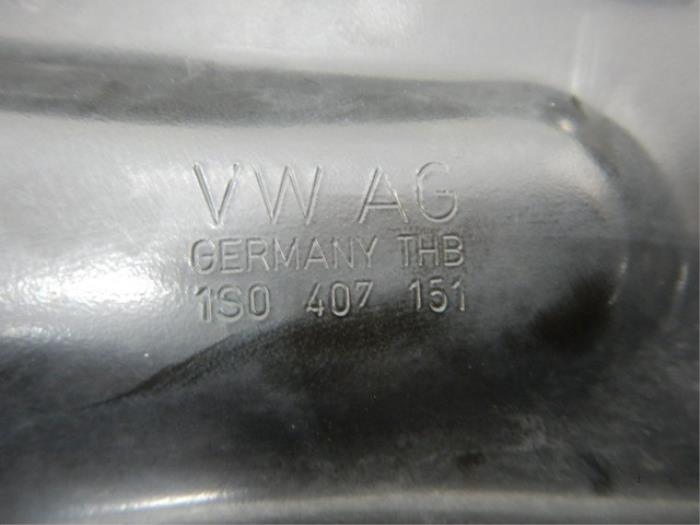 VW AG
GERMANY THB
1S0 407 151